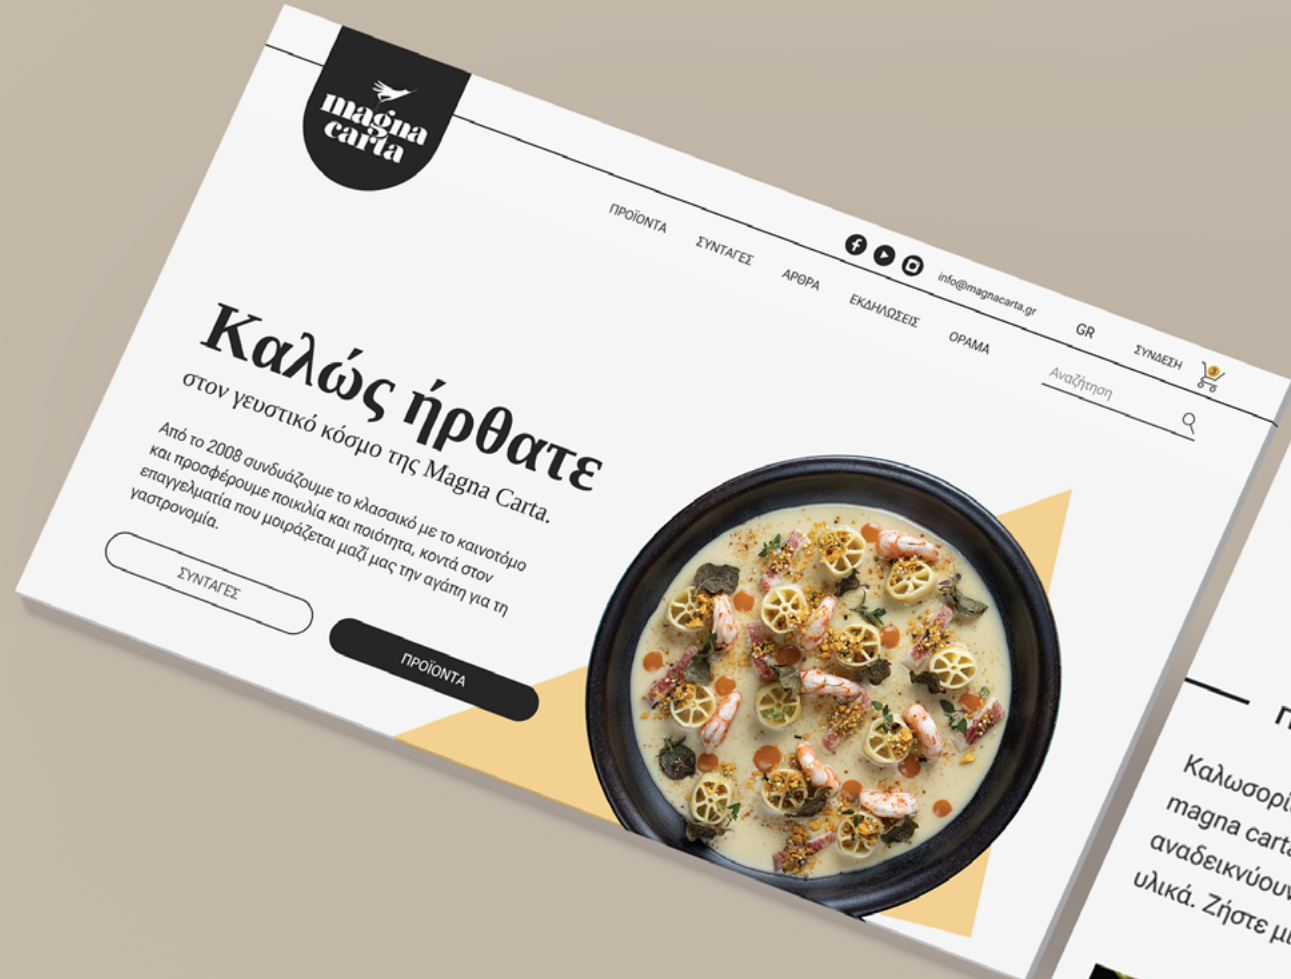 magna
carta
info@magnacarta.gr
GR
ΣΥΝΔΕΣΗ
3
ΠΡΟΪΟΝΤΑ
ΣΥΝΤΑΓΕΣ
ΑΡΘΡΑ
ΕΚΔΗΛΩΣΕΙΣ
ΟΡΑΜΑ
Αναζήτηση
Καλώς ήρθατε
στον γευστικό κόσμο της Magna Carta.
Από το 2008 συνδυάζουμε το κλασσικό με το καινοτόμο
και προσφέρουμε ποικιλία και ποιότητα, κοντά στον
επαγγελματία που μοιράζεται μαζί μας την αγάπη για τη
γαστρονομία.
ΣΥΝΤΑΓΕΣ
ΠΡΟΪΟΝΤΑ
magna
αναδεικνύουν
υλικά. Ζήστε